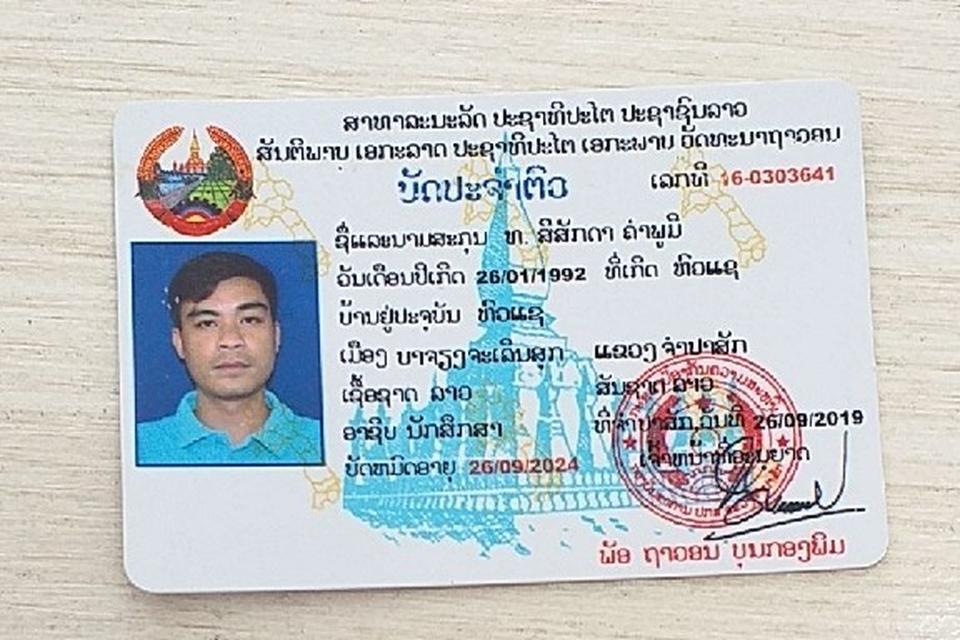 ສາທາລະນະລັດ ປະຊາທິປະໄຕ ປະຊາຊົນລາວ
ສັນຕິພາບ ເອກະລາດ ປະຊາທິປະໄຕ ເອກະພາບ ວັດທະນາຖາວອນ
ບັດປະຈຳຕົວ ເລກທີ 16-0303641
ຊື່ແລະນາມສະກຸນ ທ. ສີສັກດາ ຄຳພູມີ
ວັນເດືອນປີເກີດ 26/01/1992 ທີ່ເກີດ ຫົວແຊ
ບ້ານຢູ່ປະຈຸບັນ ຫົວແຊ
ເມືອງ ບາຈຽງຈະເລີນສຸກ ແຂວງ ຈຳປາສັກ
ເຊື້ອຊາດ ລາວ ສັນຊາດ ລາວ
ອາຊີບ ນັກສຶກສາ ທີ່ຈຳປາສັກ,ວັນທີ 26/09/2019
ບັດຫມົດອາຍຸ 26/09/2024 ເຈົ້າຫນ້າທີ່ອະນຸຍາດ
ພັອ ຖາວອນ ບຸນກອງພິມ